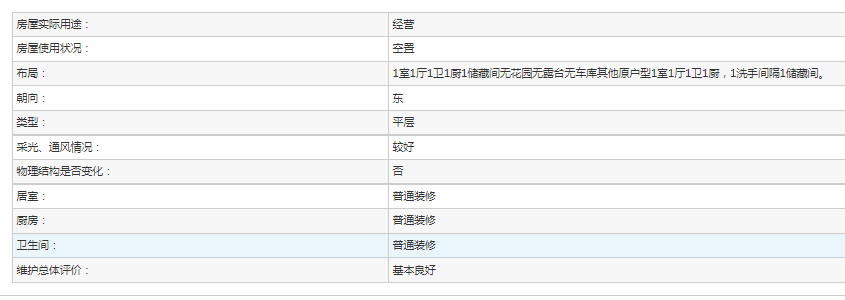 房屋实际用途： 经营
房屋使用状况： 空置
布局： 1室1厅1卫1厨1储藏间无花园无露台无车库其他原户型1室1厅1卫1厨，1洗手间隔1储藏间。
朝向： 东
类型： 平层
采光、通风情况： 较好
物理结构是否变化： 否
居室： 普通装修
厨房： 普通装修
卫生间： 普通装修
维护总体评价： 基本良好